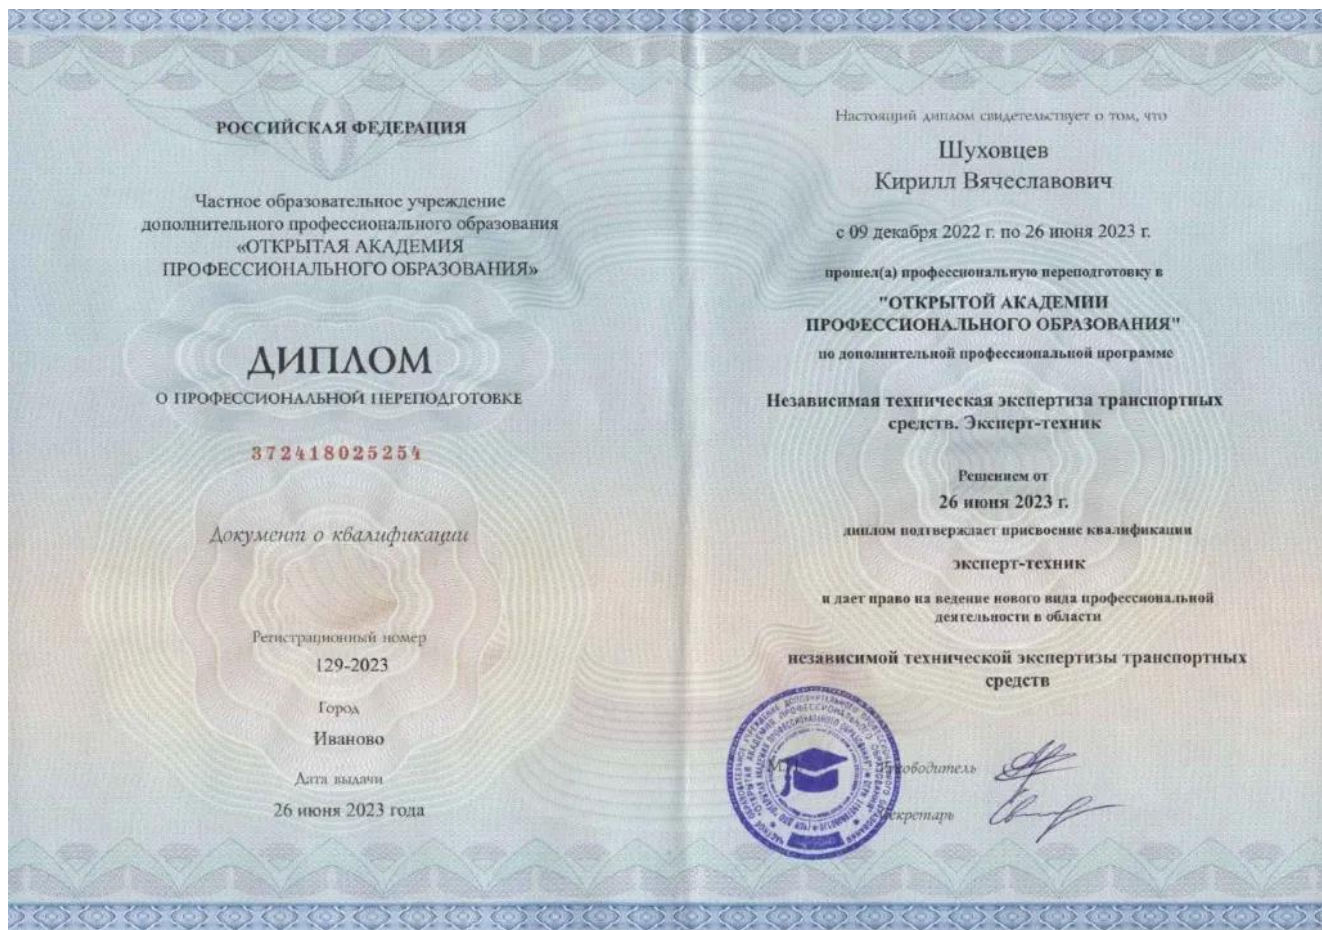 РОССИЙСКАЯ ФЕДЕРАЦИЯ
Частное образовательное учреждение
дополнительного профессионального образования
«ОТКРЫТАЯ АКАДЕМИЯ
ПРОФЕССИОНАЛЬНОГО ОБРАЗОВАНИЯ»
ДИПЛОМ
О ПРОФЕССИОНАЛЬНОЙ ПЕРЕПОДГОТОВКЕ
372418025254
Документ о квалификации
Регистрационный номер
129-2023
Город
Иваново
Дата выдачи
26 июня 2023 года
Настоящий диплом свидетельствует о том, что
Шуховцев
Кирилл Вячеславович
с 09 декабря 2022 г. по 26 июня 2023 г.
прошел(а) профессиональную переподготовку в
"ОТКРЫТОЙ АКАДЕМИИ
ПРОФЕССИОНАЛЬНОГО ОБРАЗОВАНИЯ"
по дополнительной профессиональной программе
Независимая техническая экспертиза транспортных
средств. Эксперт-техник
Решением от
26 июня 2023 г.
диплом подтверждает присвоение квалификации
эксперт-техник
и дает право на ведение нового вида профессиональной
деятельности в области
независимой технической экспертизы транспортных
средств
Руководитель
Секретарь